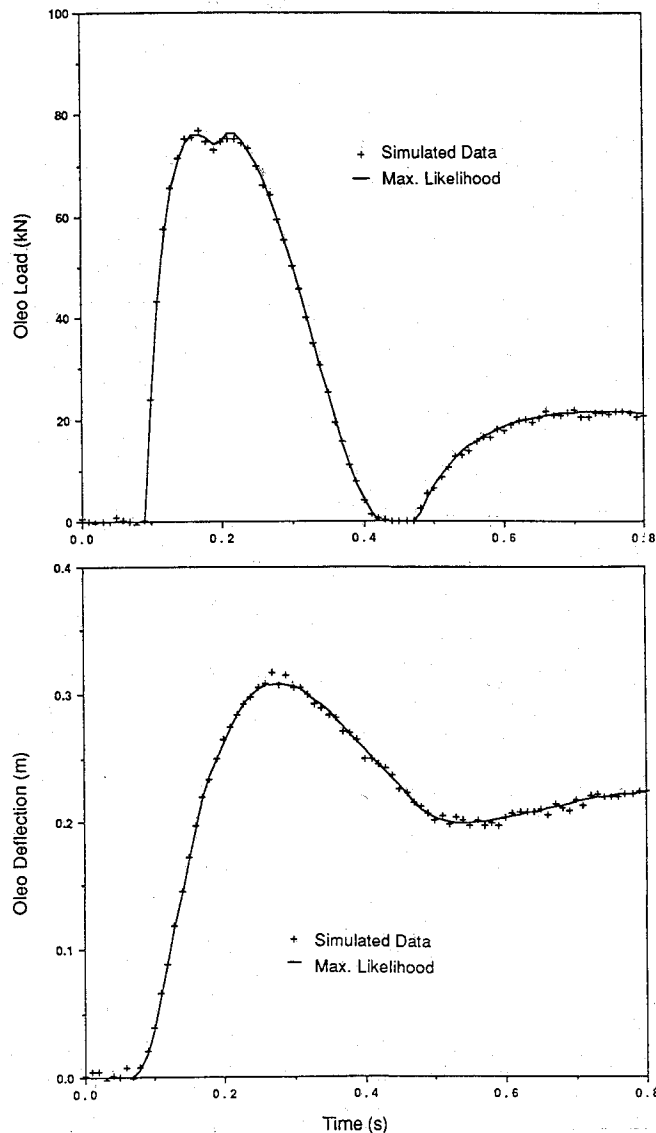 100
80
60
40
20
0
Oleo Load (kN)
+ Simulated Data
— Max. Likelihood
0.0 0.2 0.4 0.6 0.8
0.4
0.3
0.2
0.1
0.0
Oleo Deflection (m)
+ Simulated Data
— Max. Likelihood
0.0 0.2 0.4 0.6 0.8
Time (s)